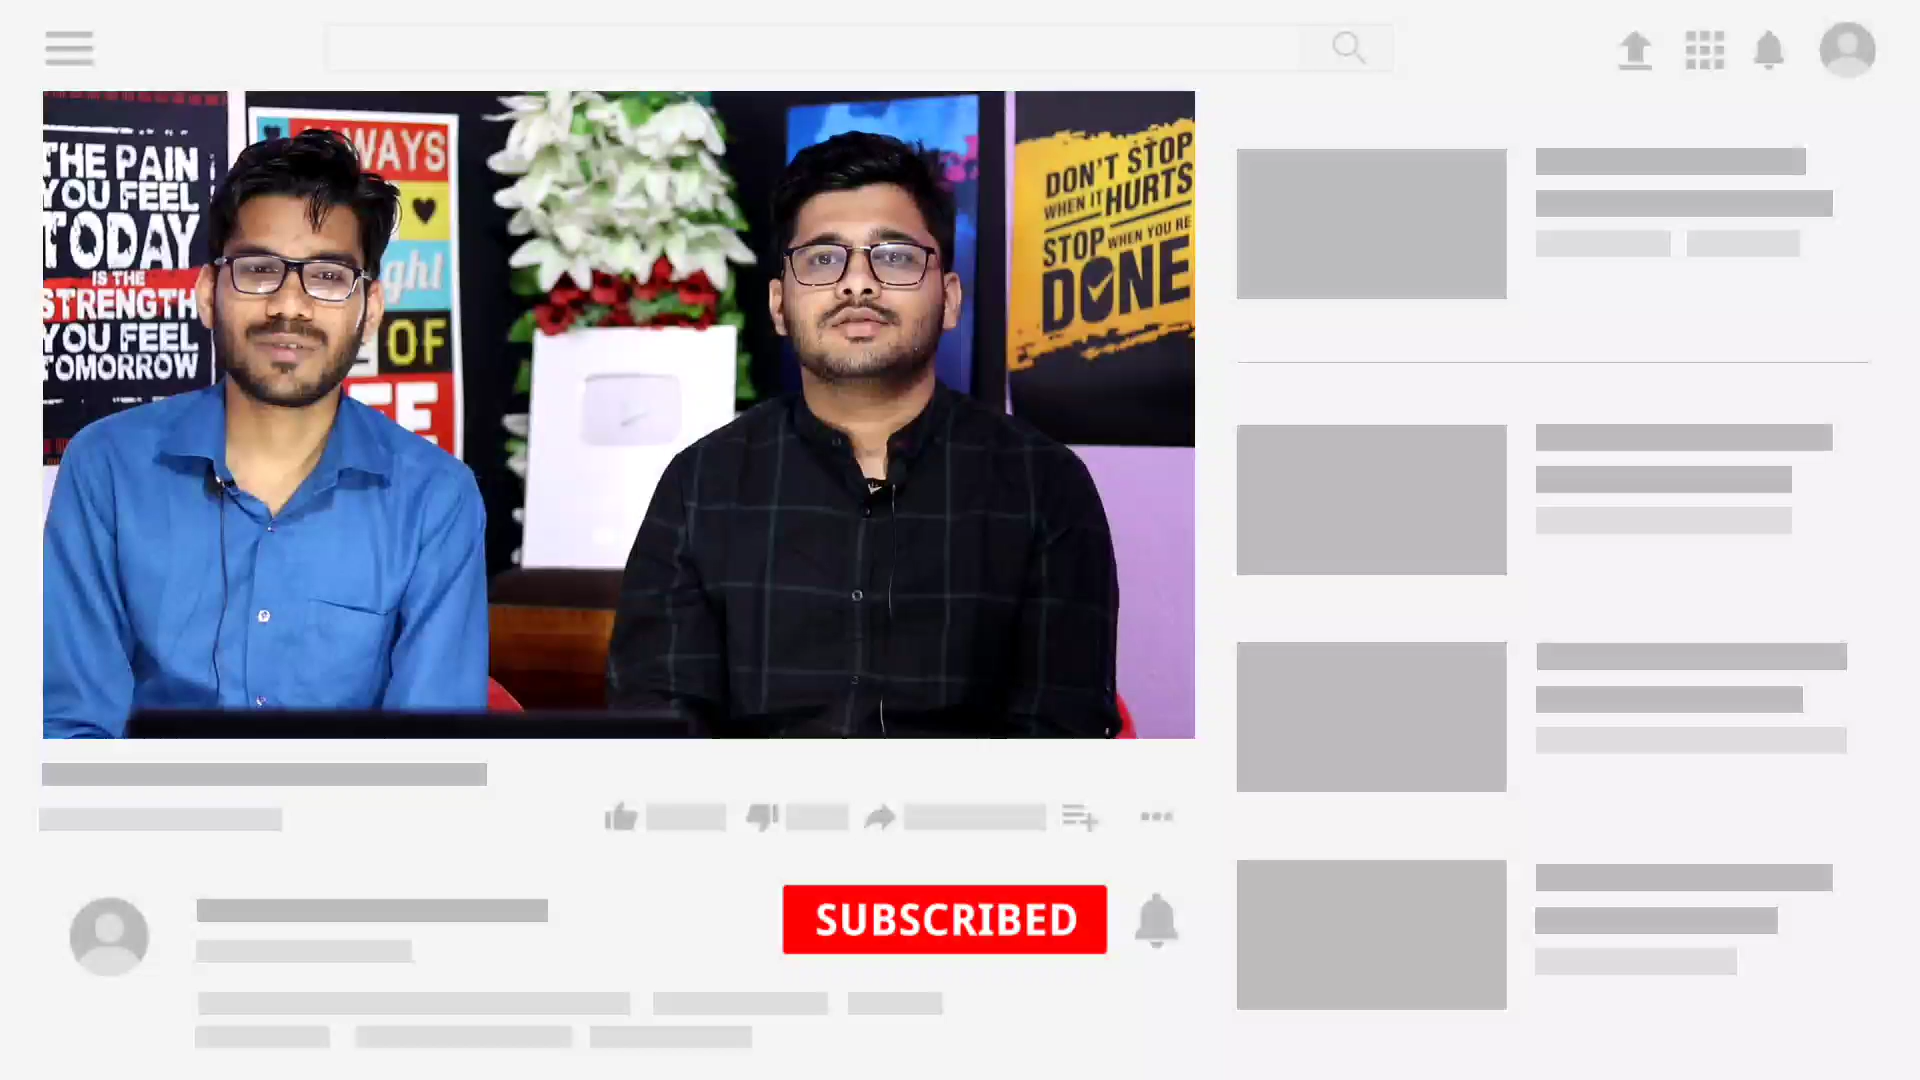 THE PAIN
YOU FEEL
TODAY
IS THE
STRENGTH
YOU FEEL
TOMORROW
OF
DON'T STOP
WHEN IT HURTS
STOP WHEN YOU'RE
DONE
SUBSCRIBED